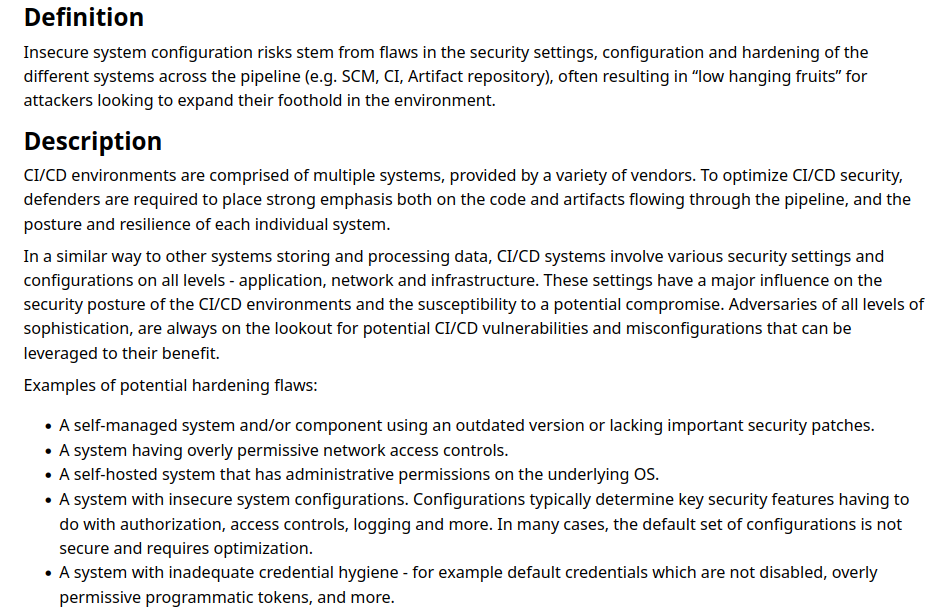 Definition
Insecure system configuration risks stem from flaws in the security settings, configuration and hardening of the
different systems across the pipeline (e.g. SCM, CI, Artifact repository), often resulting in “low hanging fruits” for
attackers looking to expand their foothold in the environment.
Description
CI/CD environments are comprised of multiple systems, provided by a variety of vendors. To optimize CI/CD security,
defenders are required to place strong emphasis both on the code and artifacts flowing through the pipeline, and the
posture and resilience of each individual system.
In a similar way to other systems storing and processing data, CI/CD systems involve various security settings and
configurations on all levels - application, network and infrastructure. These settings have a major influence on the
security posture of the CI/CD environments and the susceptibility to a potential compromise. Adversaries of all levels of
sophistication, are always on the lookout for potential CI/CD vulnerabilities and misconfigurations that can be
leveraged to their benefit.
Examples of potential hardening flaws:
• A self-managed system and/or component using an outdated version or lacking important security patches.
• A system having overly permissive network access controls.
• A self-hosted system that has administrative permissions on the underlying OS.
• A system with insecure system configurations. Configurations typically determine key security features having to
do with authorization, access controls, logging and more. In many cases, the default set of configurations is not
secure and requires optimization.
• A system with inadequate credential hygiene - for example default credentials which are not disabled, overly
permissive programmatic tokens, and more.